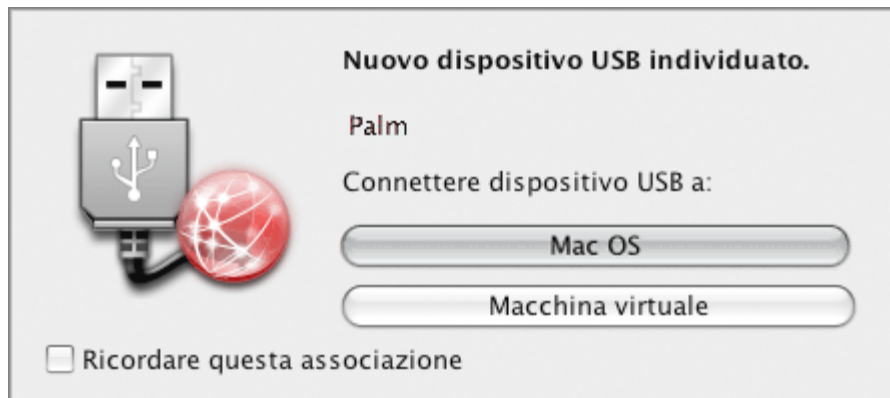 Nuovo dispositivo USB individuato.
Palm
Connettere dispositivo USB a:
Mac OS
Macchina virtuale
Ricordare questa associazione